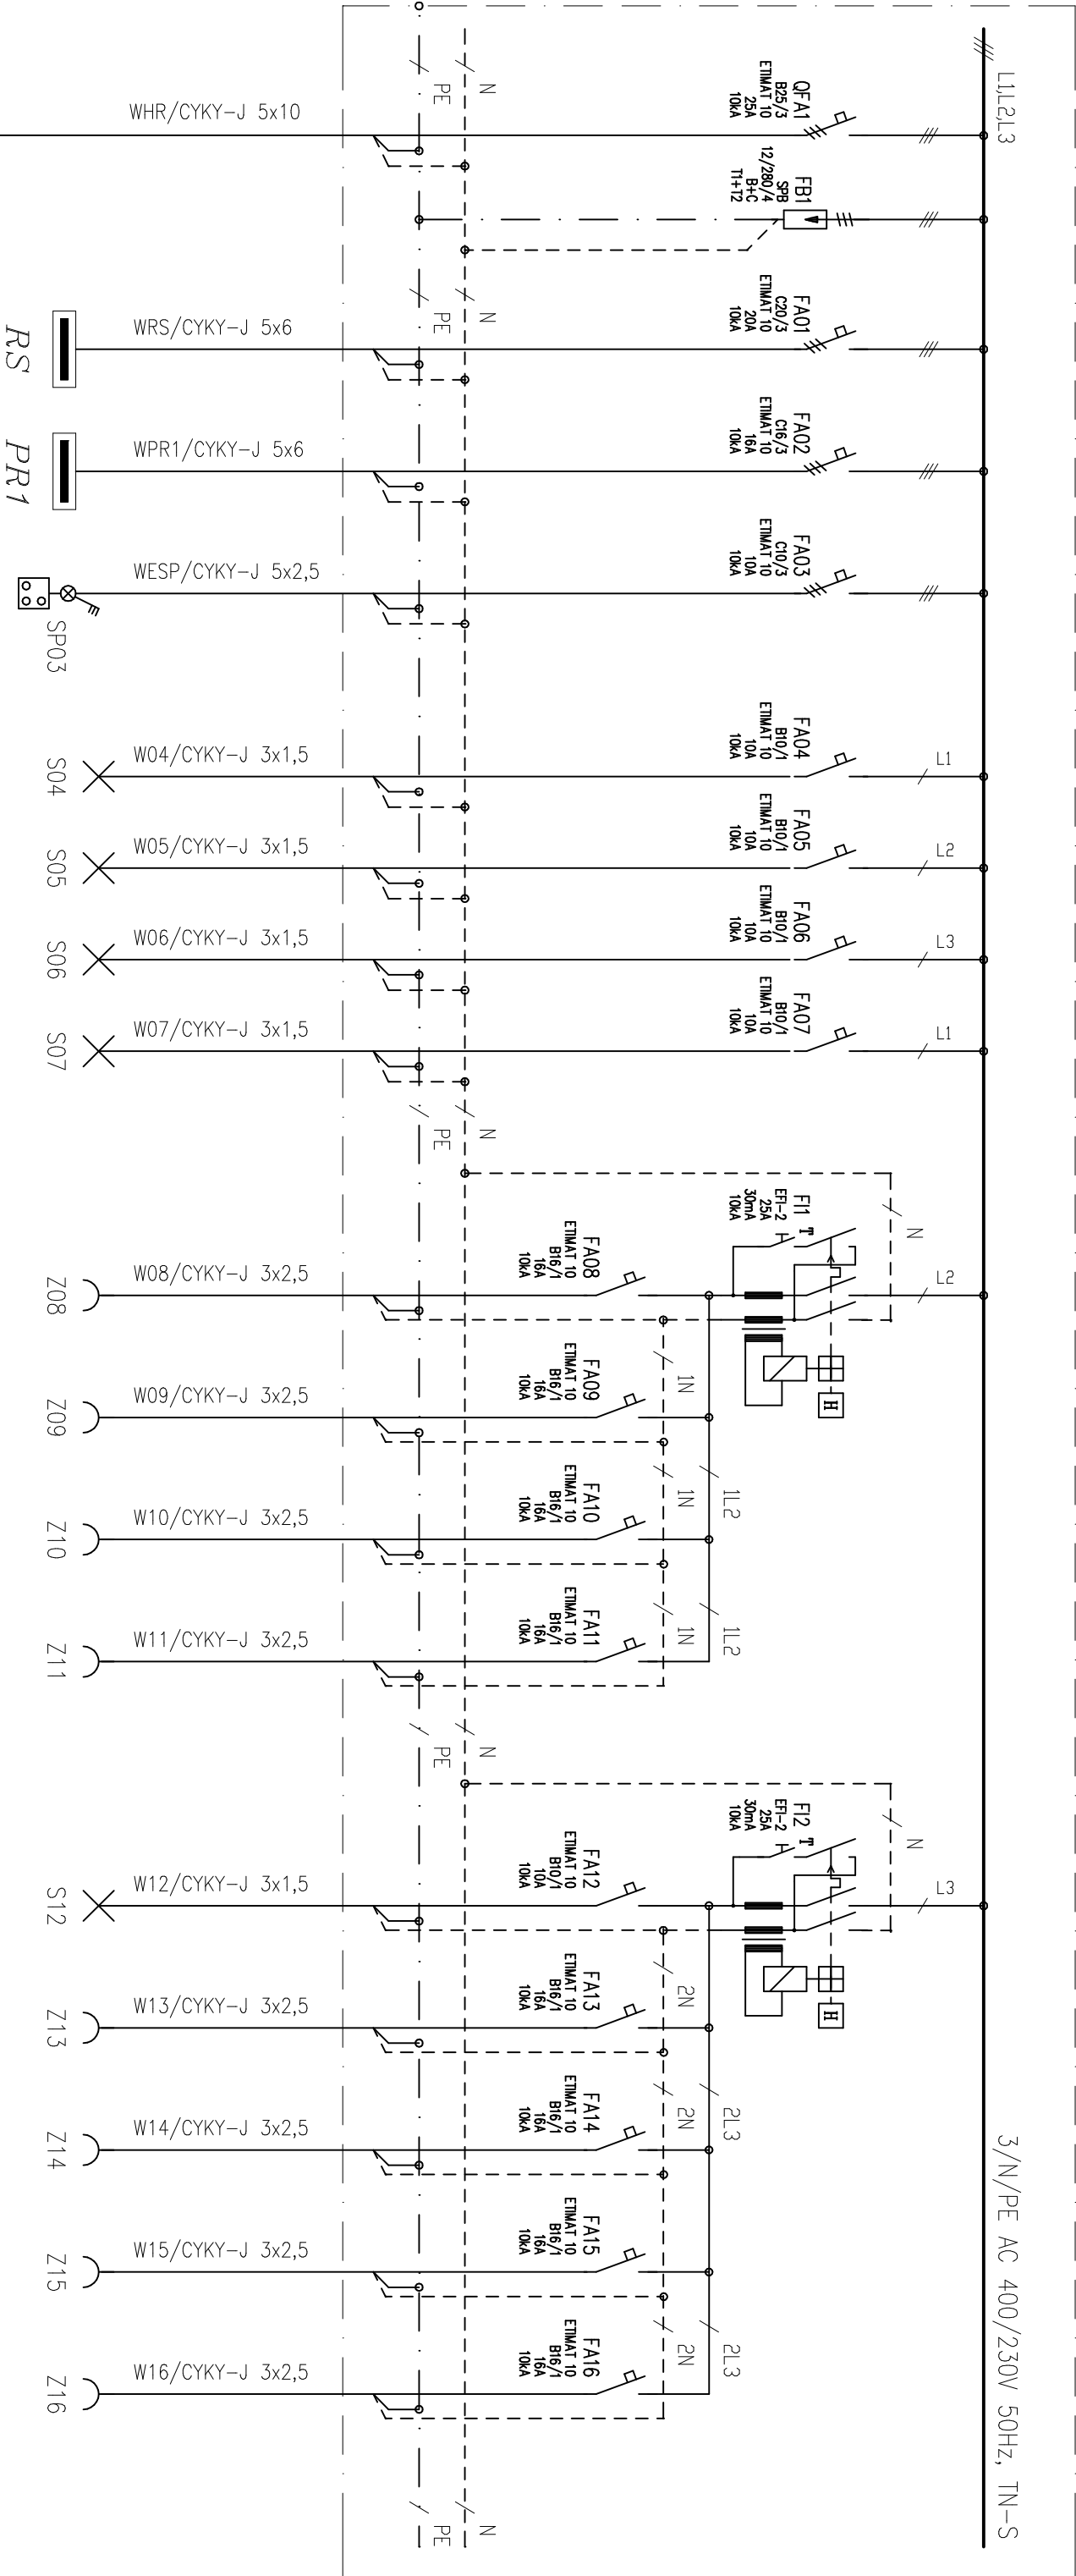 L1,L2,L3
3/N/PE AC 400/230V 50Hz, TN-S
QFA1
B25/3
ETIMAT 10
25A
10kA
FB1
SPB
12/280/4
B+C
T1+T2
FA01
C20/3
ETIMAT 10
20A
10kA
FA02
C16/3
ETIMAT 10
16A
10kA
FA03
C10/3
ETIMAT 10
10A
10kA
L1
FA04
B10/1
ETIMAT 10
10A
10kA
L2
FA05
B10/1
ETIMAT 10
10A
10kA
L3
FA06
B10/1
ETIMAT 10
10A
10kA
L1
FA07
B10/1
ETIMAT 10
10A
10kA
N
L2
FI1
EFI-2
25A
30mA
10kA
T
H
N
L3
FI2
EFI-2
25A
30mA
10kA
T
H
1L2
1L2
2L3
2L3
1N
1N
1N
2N
2N
2N
FA08
B16/1
ETIMAT 10
16A
10kA
FA09
B16/1
ETIMAT 10
16A
10kA
FA10
B16/1
ETIMAT 10
16A
10kA
FA11
B16/1
ETIMAT 10
16A
10kA
FA12
B10/1
ETIMAT 10
10A
10kA
FA13
B16/1
ETIMAT 10
16A
10kA
FA14
B16/1
ETIMAT 10
16A
10kA
FA15
B16/1
ETIMAT 10
16A
10kA
FA16
B16/1
ETIMAT 10
16A
10kA
N
N
N
N
N
PE
PE
PE
PE
PE
WHR/CYKY-J 5x10
WRS/CYKY-J 5x6
WPR1/CYKY-J 5x6
WESP/CYKY-J 5x2,5
W04/CYKY-J 3x1,5
W05/CYKY-J 3x1,5
W06/CYKY-J 3x1,5
W07/CYKY-J 3x1,5
W08/CYKY-J 3x2,5
W09/CYKY-J 3x2,5
W10/CYKY-J 3x2,5
W11/CYKY-J 3x2,5
W12/CYKY-J 3x1,5
W13/CYKY-J 3x2,5
W14/CYKY-J 3x2,5
W15/CYKY-J 3x2,5
W16/CYKY-J 3x2,5
RS
PR1
SP03
S04
S05
S06
S07
Z08
Z09
Z10
Z11
S12
Z13
Z14
Z15
Z16